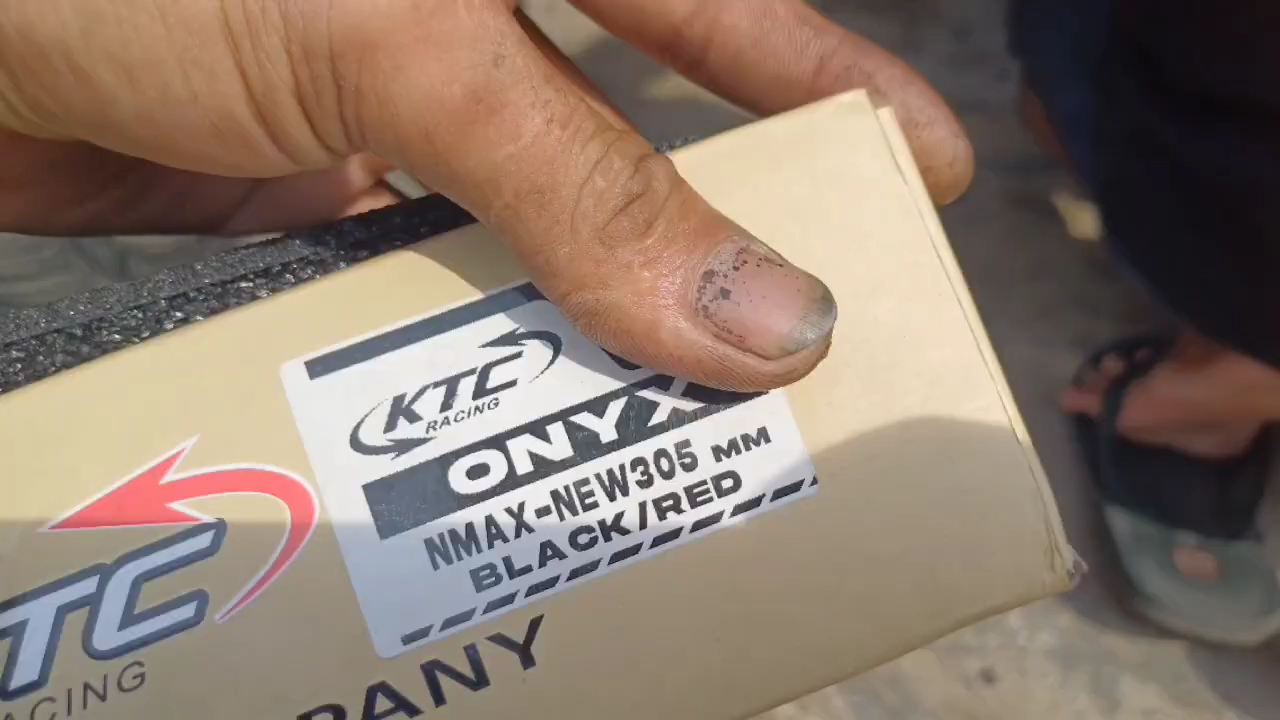 KTC
RACING
ONYX
NMAX-NEW305 MM
BLACK/RED
TC
ACING
PANY